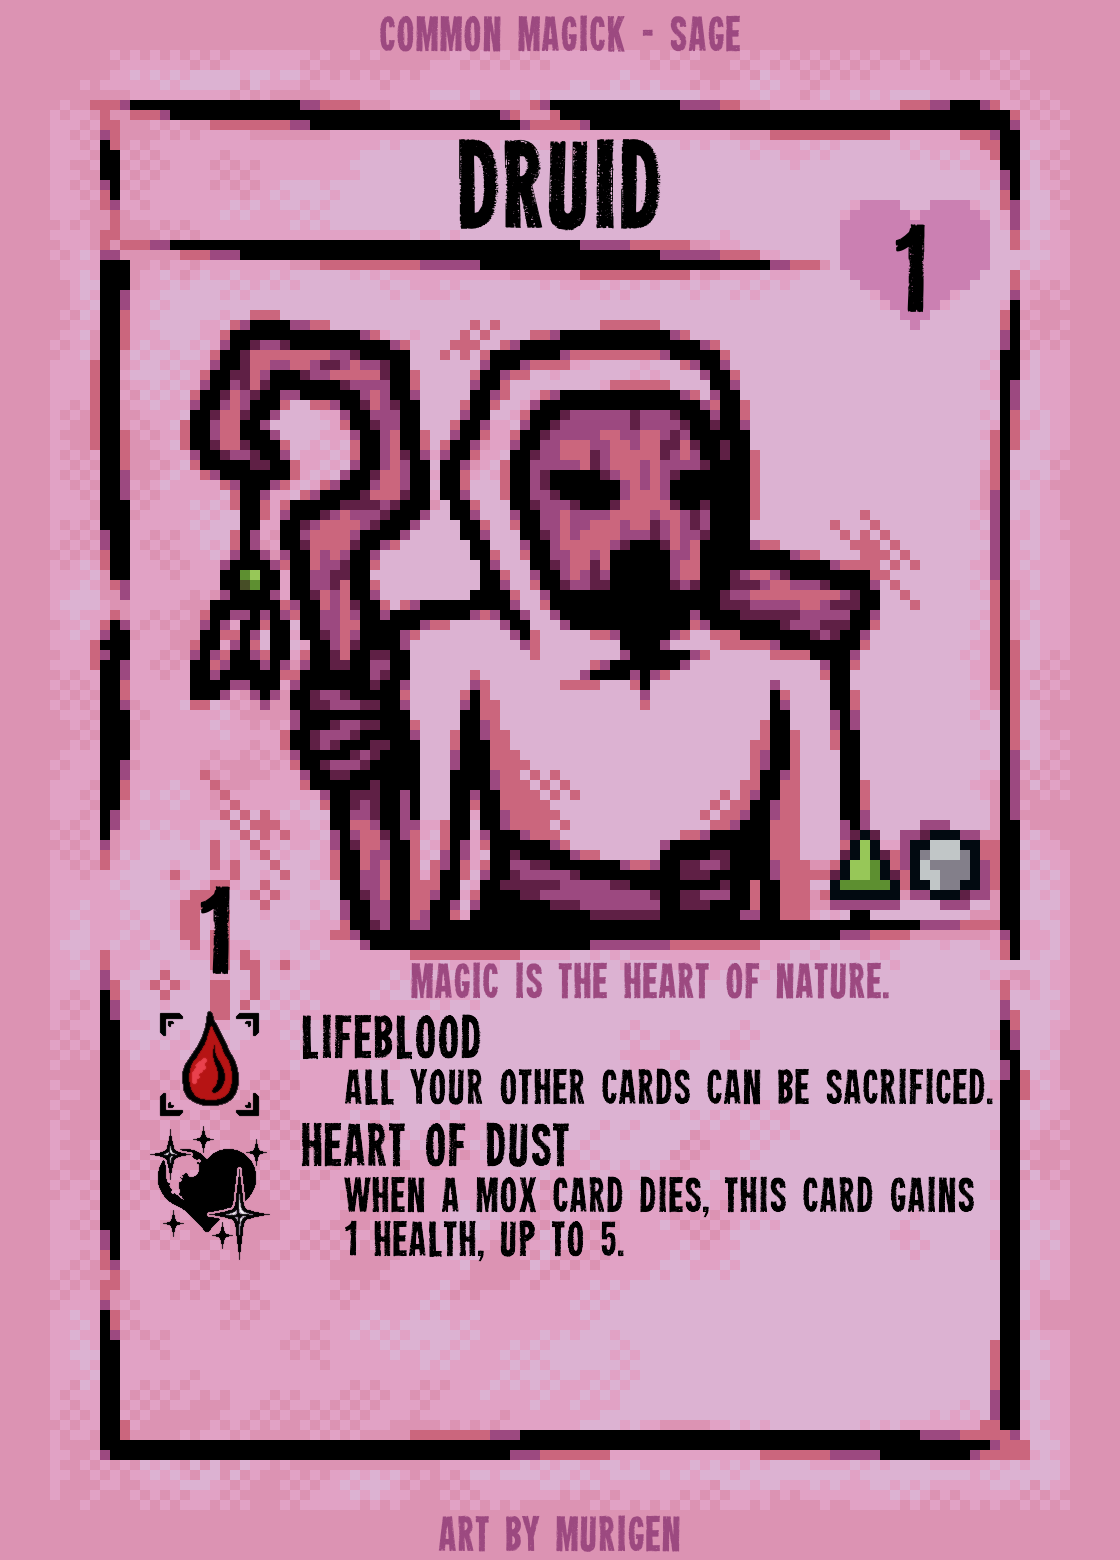 COMMON MAGICK - SAGE
DRUID
1
1
MAGIC IS THE HEART OF NATURE.
LIFEBLOOD
ALL YOUR OTHER CARDS CAN BE SACRIFICED.
HEART OF DUST
WHEN A MOX CARD DIES, THIS CARD GAINS
1 HEALTH, UP TO 5.
ART BY MURIGEN